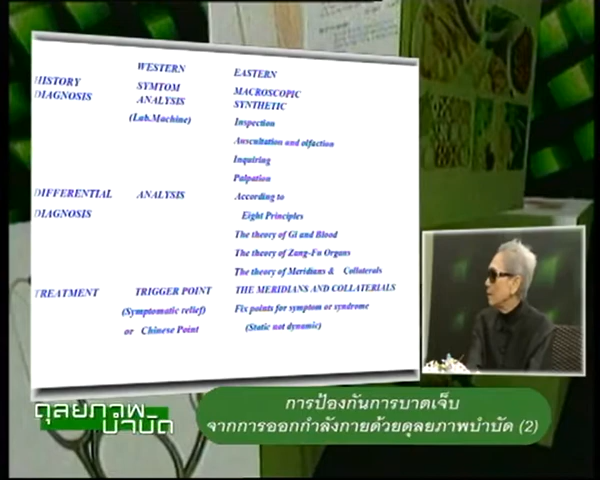 WESTERN EASTERN
HISTORY SYMTOM MACROSCOPIC
DIAGNOSIS ANALYSIS SYNTHETIC
(Lab.Machine) Inspection
Auscultation and olfaction
Inquiring
Palpation
DIFFERENTIAL ANALYSIS According to
DIAGNOSIS Eight Principles
The theory of Gi and Blood
The theory of Zang-Fu Organs
The theory of Meridians & Collaterals
TREATMENT TRIGGER POINT THE MERIDIANS AND COLLATERIALS
(Symptomatic relief) Fix points for symptom or syndrome
or Chinese Point (Static not dynamic)
ดุลยภาพ
บำบัด
การป้องกันการบาดเจ็บ
จากการออกกำลังกายด้วยดุลยภาพบำบัด (2)